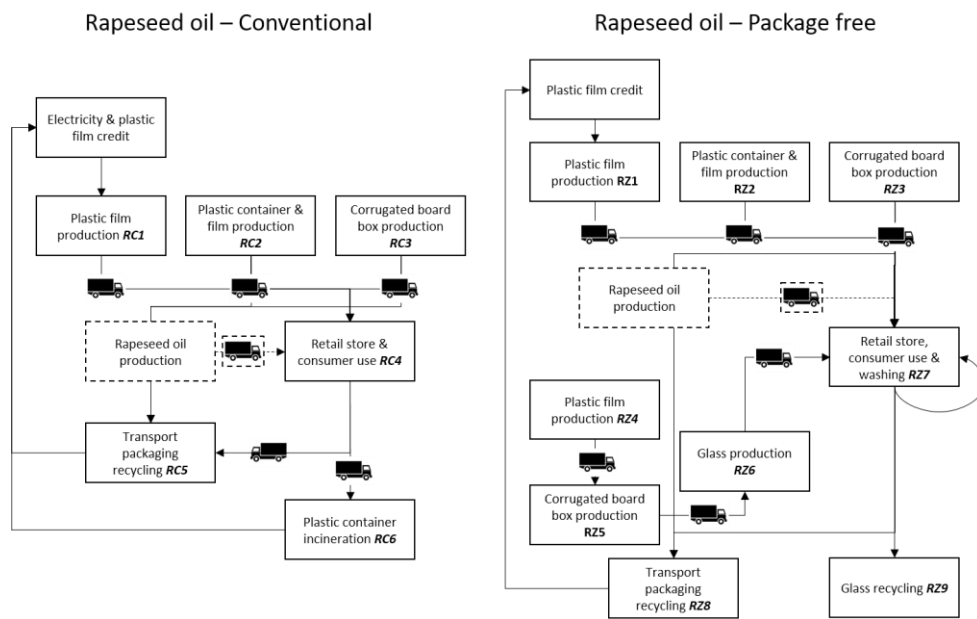 Rapeseed oil – Conventional
Electricity & plastic
film credit
Plastic film
production RC1
Plastic container
& film production
RC2
Corrugated board
box production
RC3
Rapeseed oil
production
Retail store &
consumer use RC4
Transport
packaging
recycling RC5
Plastic container
incineration RC6
Rapeseed oil – Package free
Plastic film credit
Plastic film
production RZ1
Plastic container
& film production
RZ2
Corrugated board
box production
RZ3
Rapeseed oil
production
Retail store,
consumer use &
washing RZ7
Plastic film
production RZ4
Glass production
RZ6
Corrugated board
box production
RZ5
Transport
packaging
recycling RZ8
Glass recycling RZ9